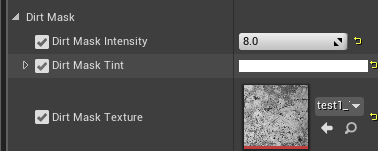 Dirt Mask
Dirt Mask Intensity
8.0
Dirt Mask Tint
Dirt Mask Texture
test1_